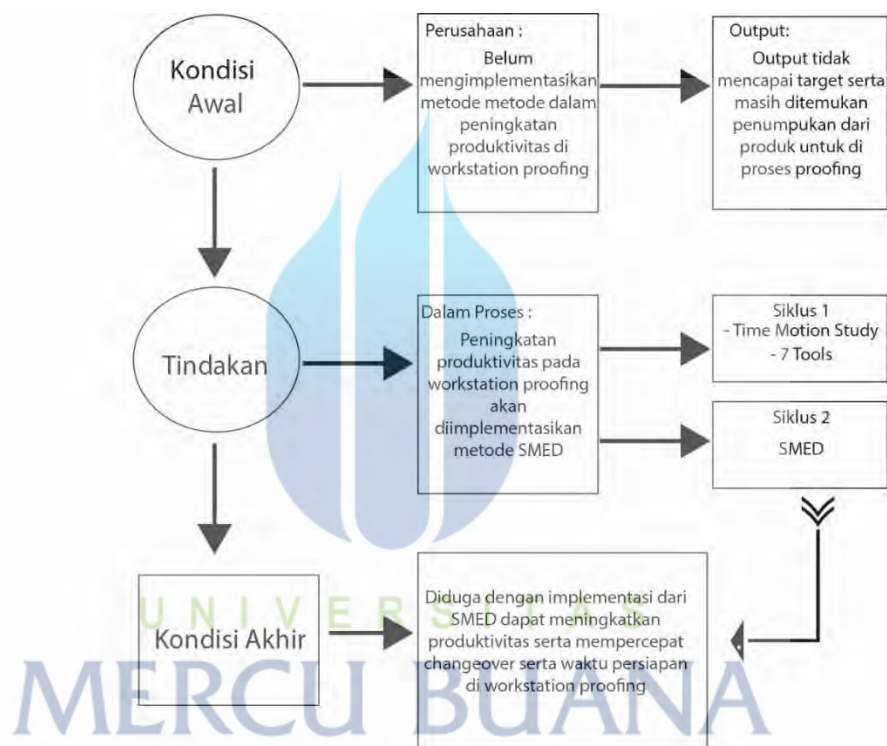 Kondisi
Awal
Perusahaan :
Belum
mengimplementasikan
metode metode dalam
peningkatan
produktivitas di
workstation proofing
Output:
Output tidak
mencapai target serta
masih ditemukan
penumpukan dari
produk untuk di
proses proofing
Tindakan
Dalam Proses :
Peningkatan
produktivitas pada
workstation proofing
akan
diimplementasikan
metode SMED
Siklus 1
- Time Motion Study
- 7 Tools
Siklus 2
SMED
Kondisi Akhir
Diduga dengan implementasi dari
SMED dapat meningkatkan
produktivitas serta mempercepat
changeover serta waktu persiapan
di workstation proofing
UNIVERSITAS
MERCU BUANA